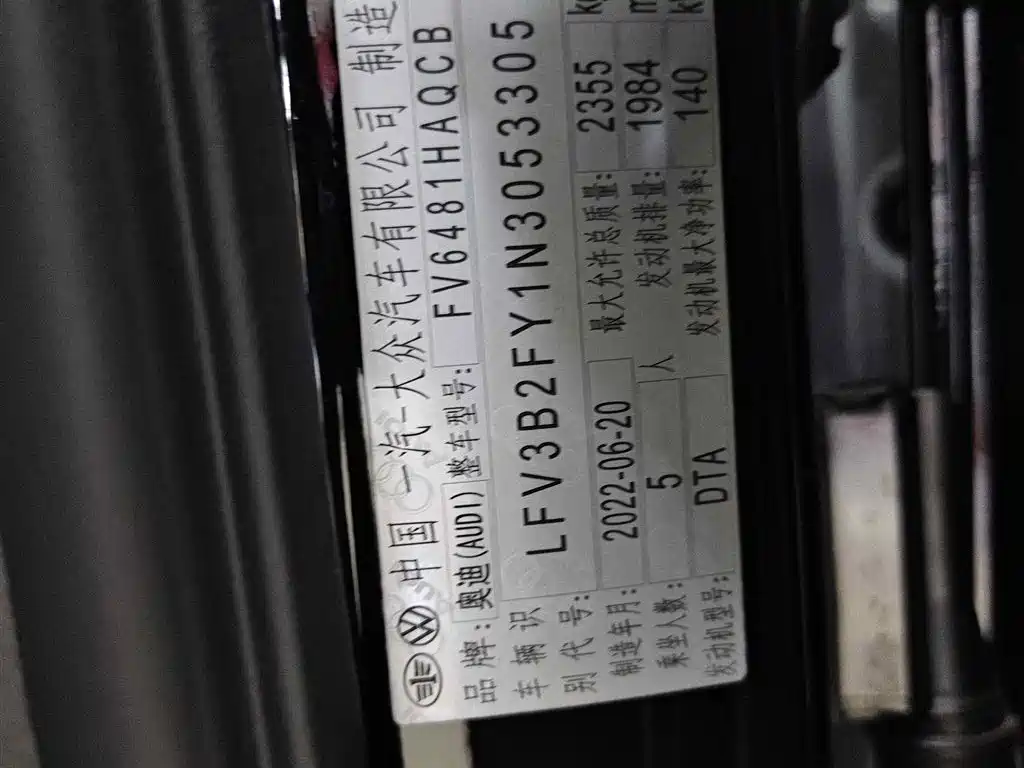 中国 一汽-大众汽车有限公司 制造
品牌: 奥迪(AUDI) 整车型号: FV6481HAQCB
车辆识别代号: LFV3B2FY1N3053305
制造年月: 2022-06-20 最大允许总质量: 2355 kg
乘坐人数: 5 人 发动机排量: 1984
发动机型号: DTA 发动机最大净功率: 140